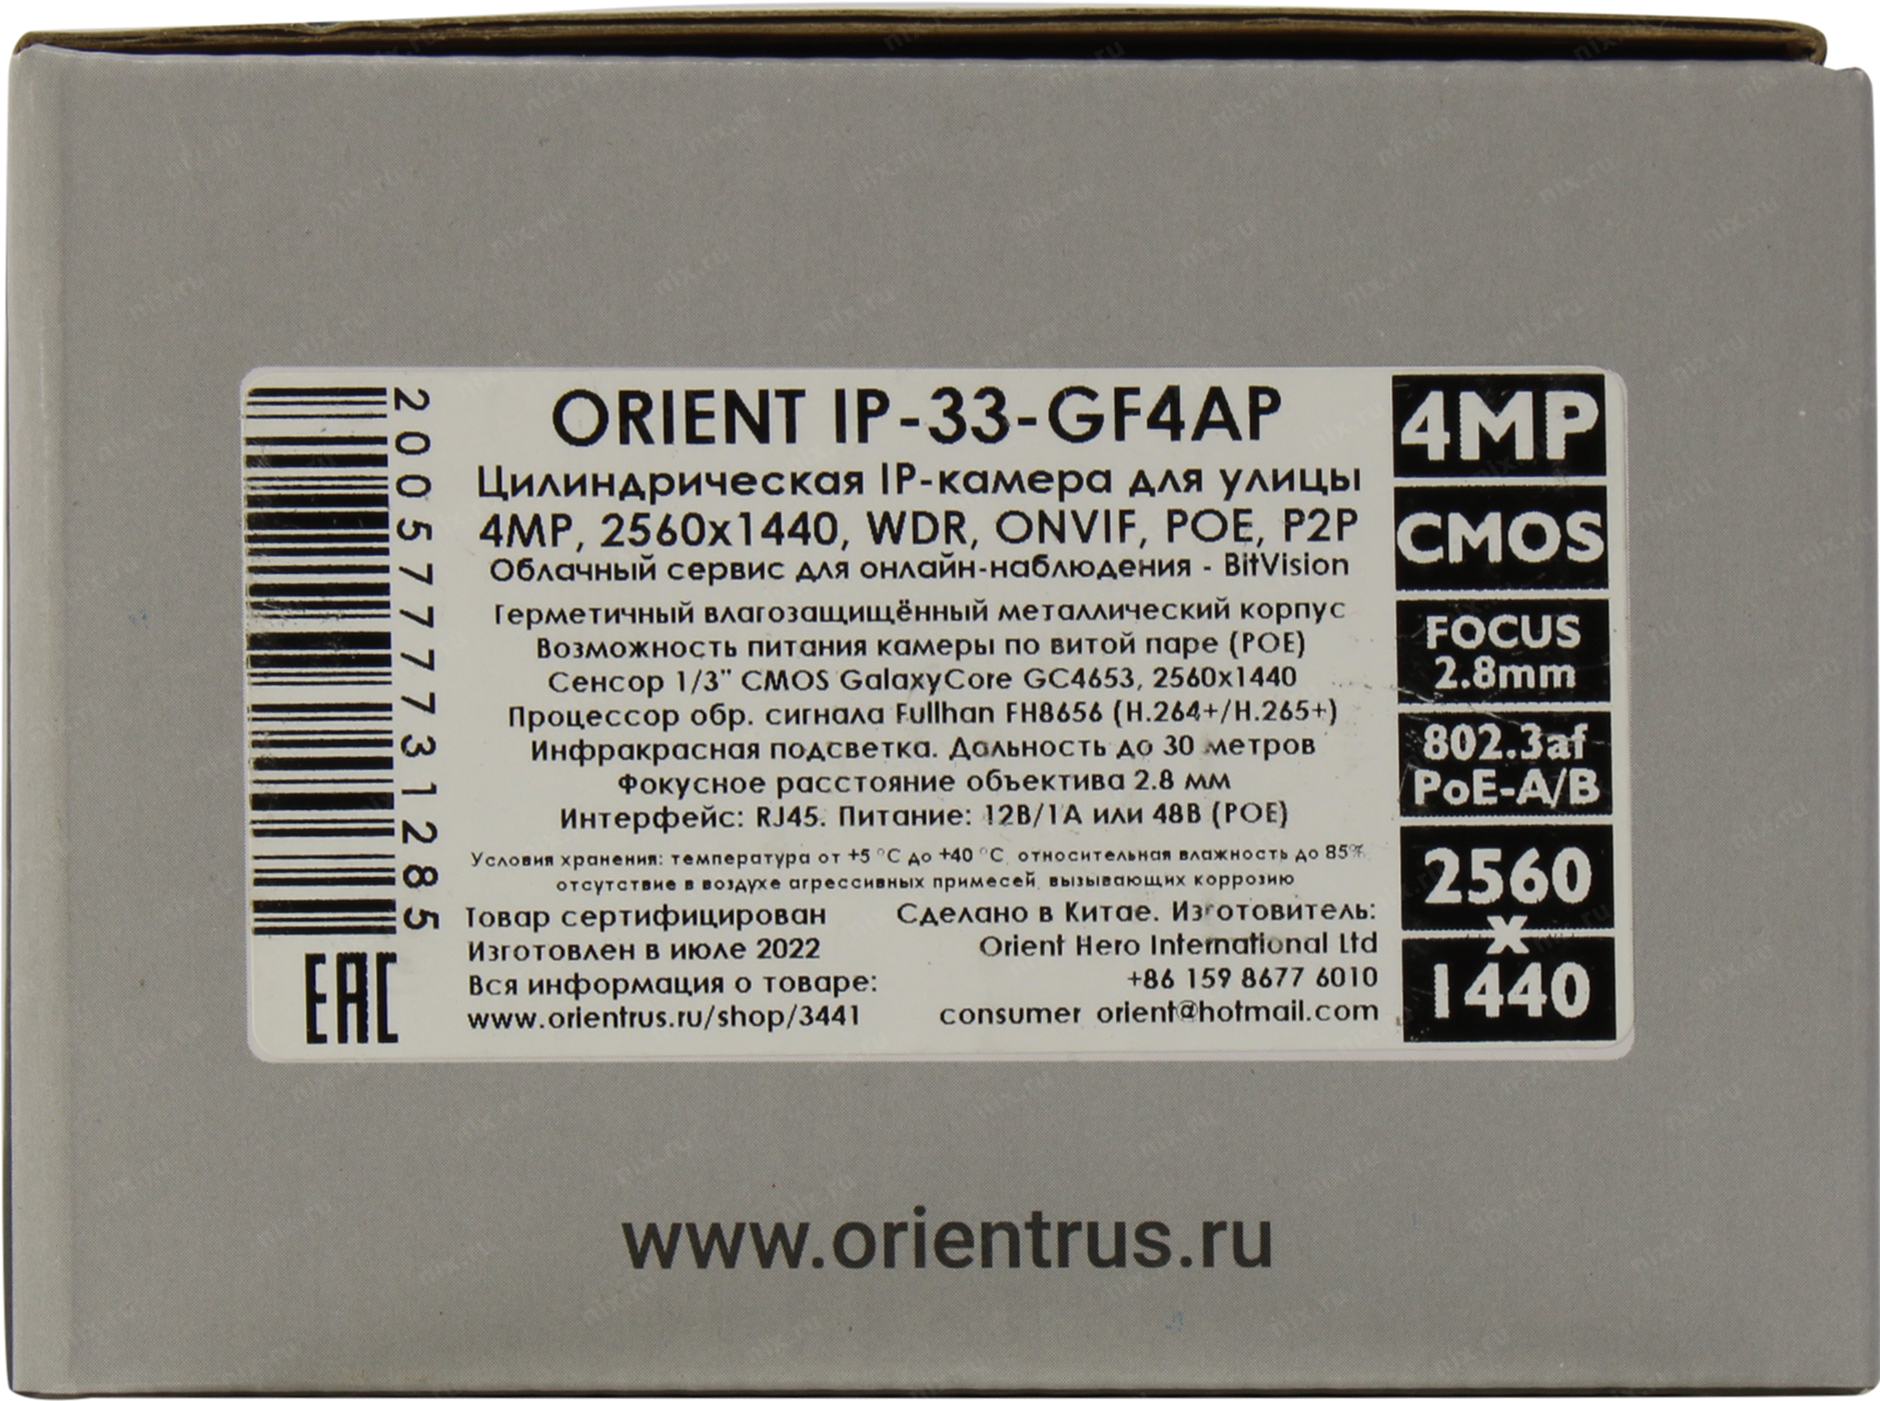 ORIENT IP-33-GF4AP
Цилиндрическая IP-камера для улицы
4MP, 2560x1440, WDR, ONVIF, POE, P2P
Облачный сервис для онлайн-наблюдения - BitVision
Герметичный влагозащищённый металлический корпус
Возможность питания камеры по витой паре (POE)
Сенсор 1/3" CMOS GalaxyCore GC4653, 2560x1440
Процессор обр. сигнала Fullhan FH8656 (H.264+/H.265+)
Инфракрасная подсветка. Дальность до 30 метров
Фокусное расстояние объектива 2.8 мм
Интерфейс: RJ45. Питание: 12В/1А или 48В (POE)
Условия хранения: температура от +5 °C до +40 °C, относительная влажность до 85%
отсутствие в воздухе агрессивных примесей, вызывающих коррозию
Товар сертифицирован
Изготовлен в июле 2022
Вся информация о товаре:
www.orientrus.ru/shop/3441
Сделано в Китае. Изготовитель:
Orient Hero International Ltd
+86 159 8677 6010
consumer orient@hotmail.com
2005777731285
EAC
4MP
CMOS
FOCUS
2.8mm
802.3af
PoE-A/B
2560
x
1440
www.orientrus.ru
nix.ru